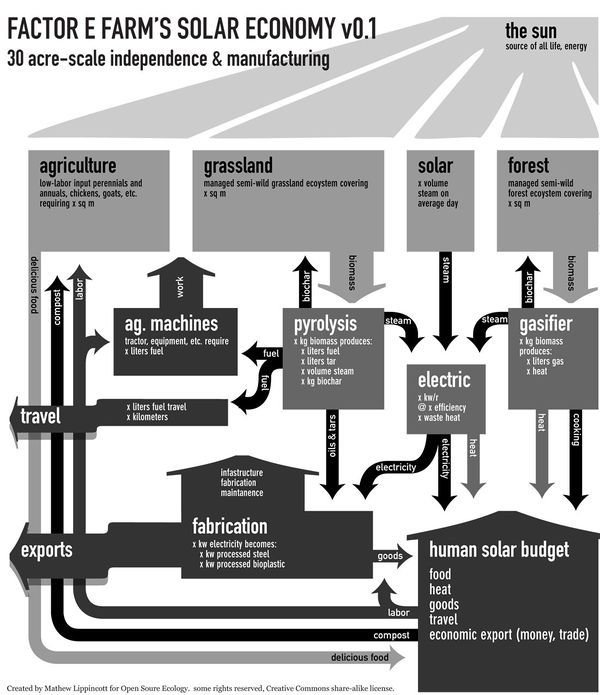 FACTOR E FARM'S SOLAR ECONOMY v0.1
30 acre-scale independence & manufacturing
the sun
source of all life, energy
agriculture
low-labor input perennials and
annuals, chickens, goats, etc.
requiring x sq m
grassland
managed semi-wild grassland ecoystem covering
x sq m
solar
x volume
steam on
average day
forest
managed semi-wild
forest ecoystem covering
x sq m
delicious food
compost
labor
work
biochar
biomass
steam
biochar
biomass
ag. machines
tractor, equipment, etc. require
x liters fuel
pyrolysis
x kg biomass produces:
x liters fuel
x liters tar
x volume steam
x kg biochar
steam
steam
gasifier
x kg biomass
produces:
x liters gas
x heat
fuel
fuel
electric
x kw/r
@ x efficiency
x waste heat
travel
x liters fuel travel
x kilometers
oils & tars
electricity
electricity
heat
heat
cooking
infastructure
fabrication
maintanence
fabrication
x kw electricity becomes:
x kw processed steel
x kw processed bioplastic
exports
goods
human solar budget
food
heat
goods
travel
economic export (money, trade)
labor
compost
delicious food
Created by Mathew Lippincott for Open Soure Ecology. some rights reserved, Creative Commons share-alike license.